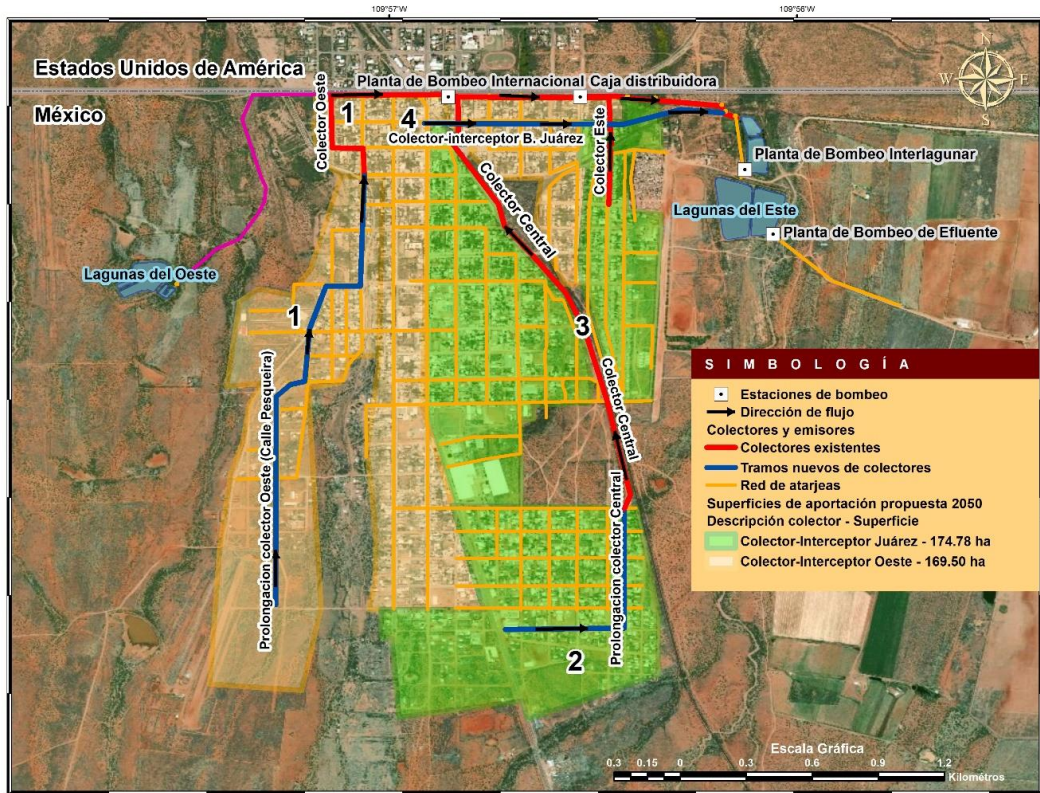 109°57'W
109°56'W
N
W
E
S
Estados Unidos de América
México
Colector Oeste
Planta de Bombeo Internacional
Caja distribuidora
1
4
Colector-interceptor B. Juárez
Colector Este
Planta de Bombeo Interlagunar
Colector Central
Lagunas del Este
Planta de Bombeo de Efluente
Lagunas del Oeste
1
3
Colector Central
Prolongacion colector Oeste (Calle Pesqueira)
Prolongacion colector Central
2
SIMBOLOGÍA
Estaciones de bombeo
Dirección de flujo
Colectores y emisores
Colectores existentes
Tramos nuevos de colectores
Red de atarjeas
Superficies de aportación propuesta 2050
Descripción colector - Superficie
Colector-Interceptor Juárez - 174.78 ha
Colector-Interceptor Oeste - 169.50 ha
Escala Gráfica
0.3 0.15 0 0.3 0.6 0.9 1.2
Kilométros